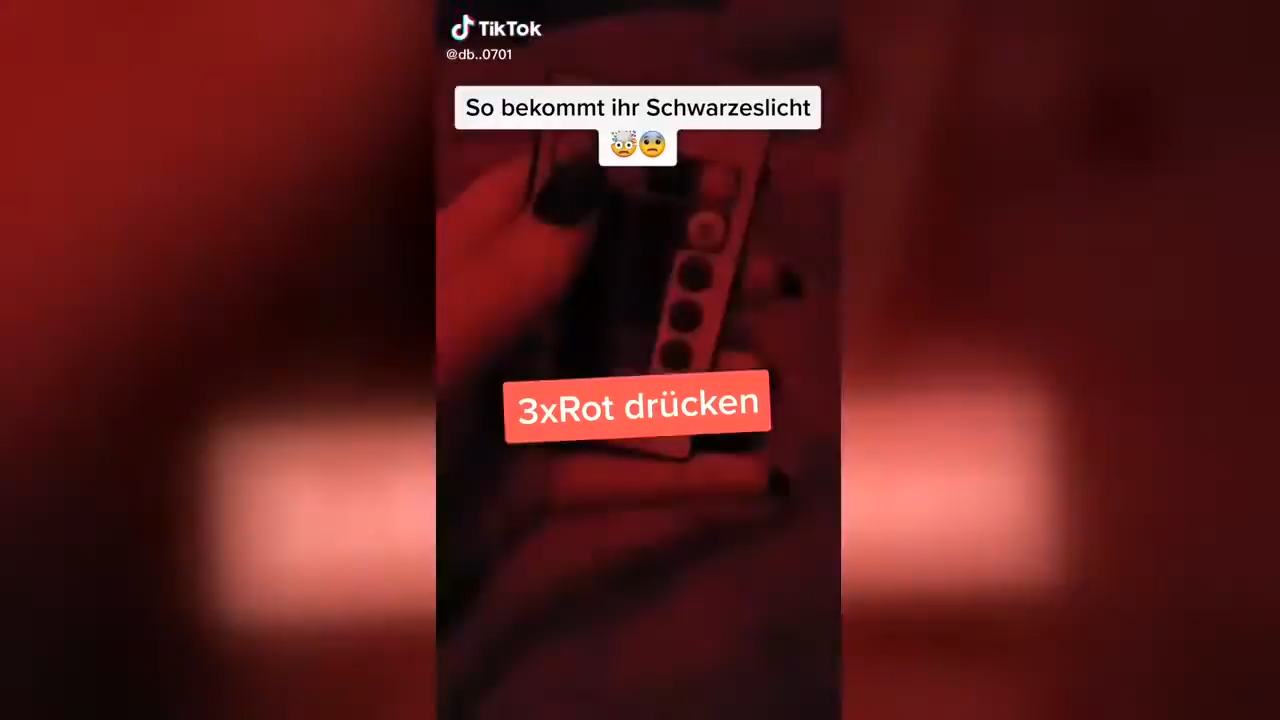 TikTok
@db..0701
So bekommt ihr Schwarzeslicht
🤯😨
3xRot drücken